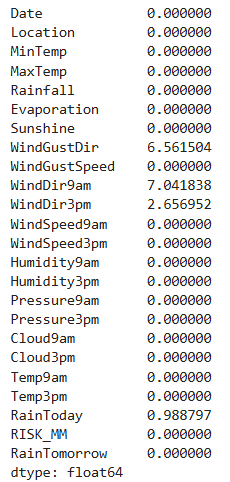 Date 0.000000
Location 0.000000
MinTemp 0.000000
MaxTemp 0.000000
Rainfall 0.000000
Evaporation 0.000000
Sunshine 0.000000
WindGustDir 6.561504
WindGustSpeed 0.000000
WindDir9am 7.041838
WindDir3pm 2.656952
WindSpeed9am 0.000000
WindSpeed3pm 0.000000
Humidity9am 0.000000
Humidity3pm 0.000000
Pressure9am 0.000000
Pressure3pm 0.000000
Cloud9am 0.000000
Cloud3pm 0.000000
Temp9am 0.000000
Temp3pm 0.000000
RainToday 0.988797
RISK_MM 0.000000
RainTomorrow 0.000000
dtype: float64